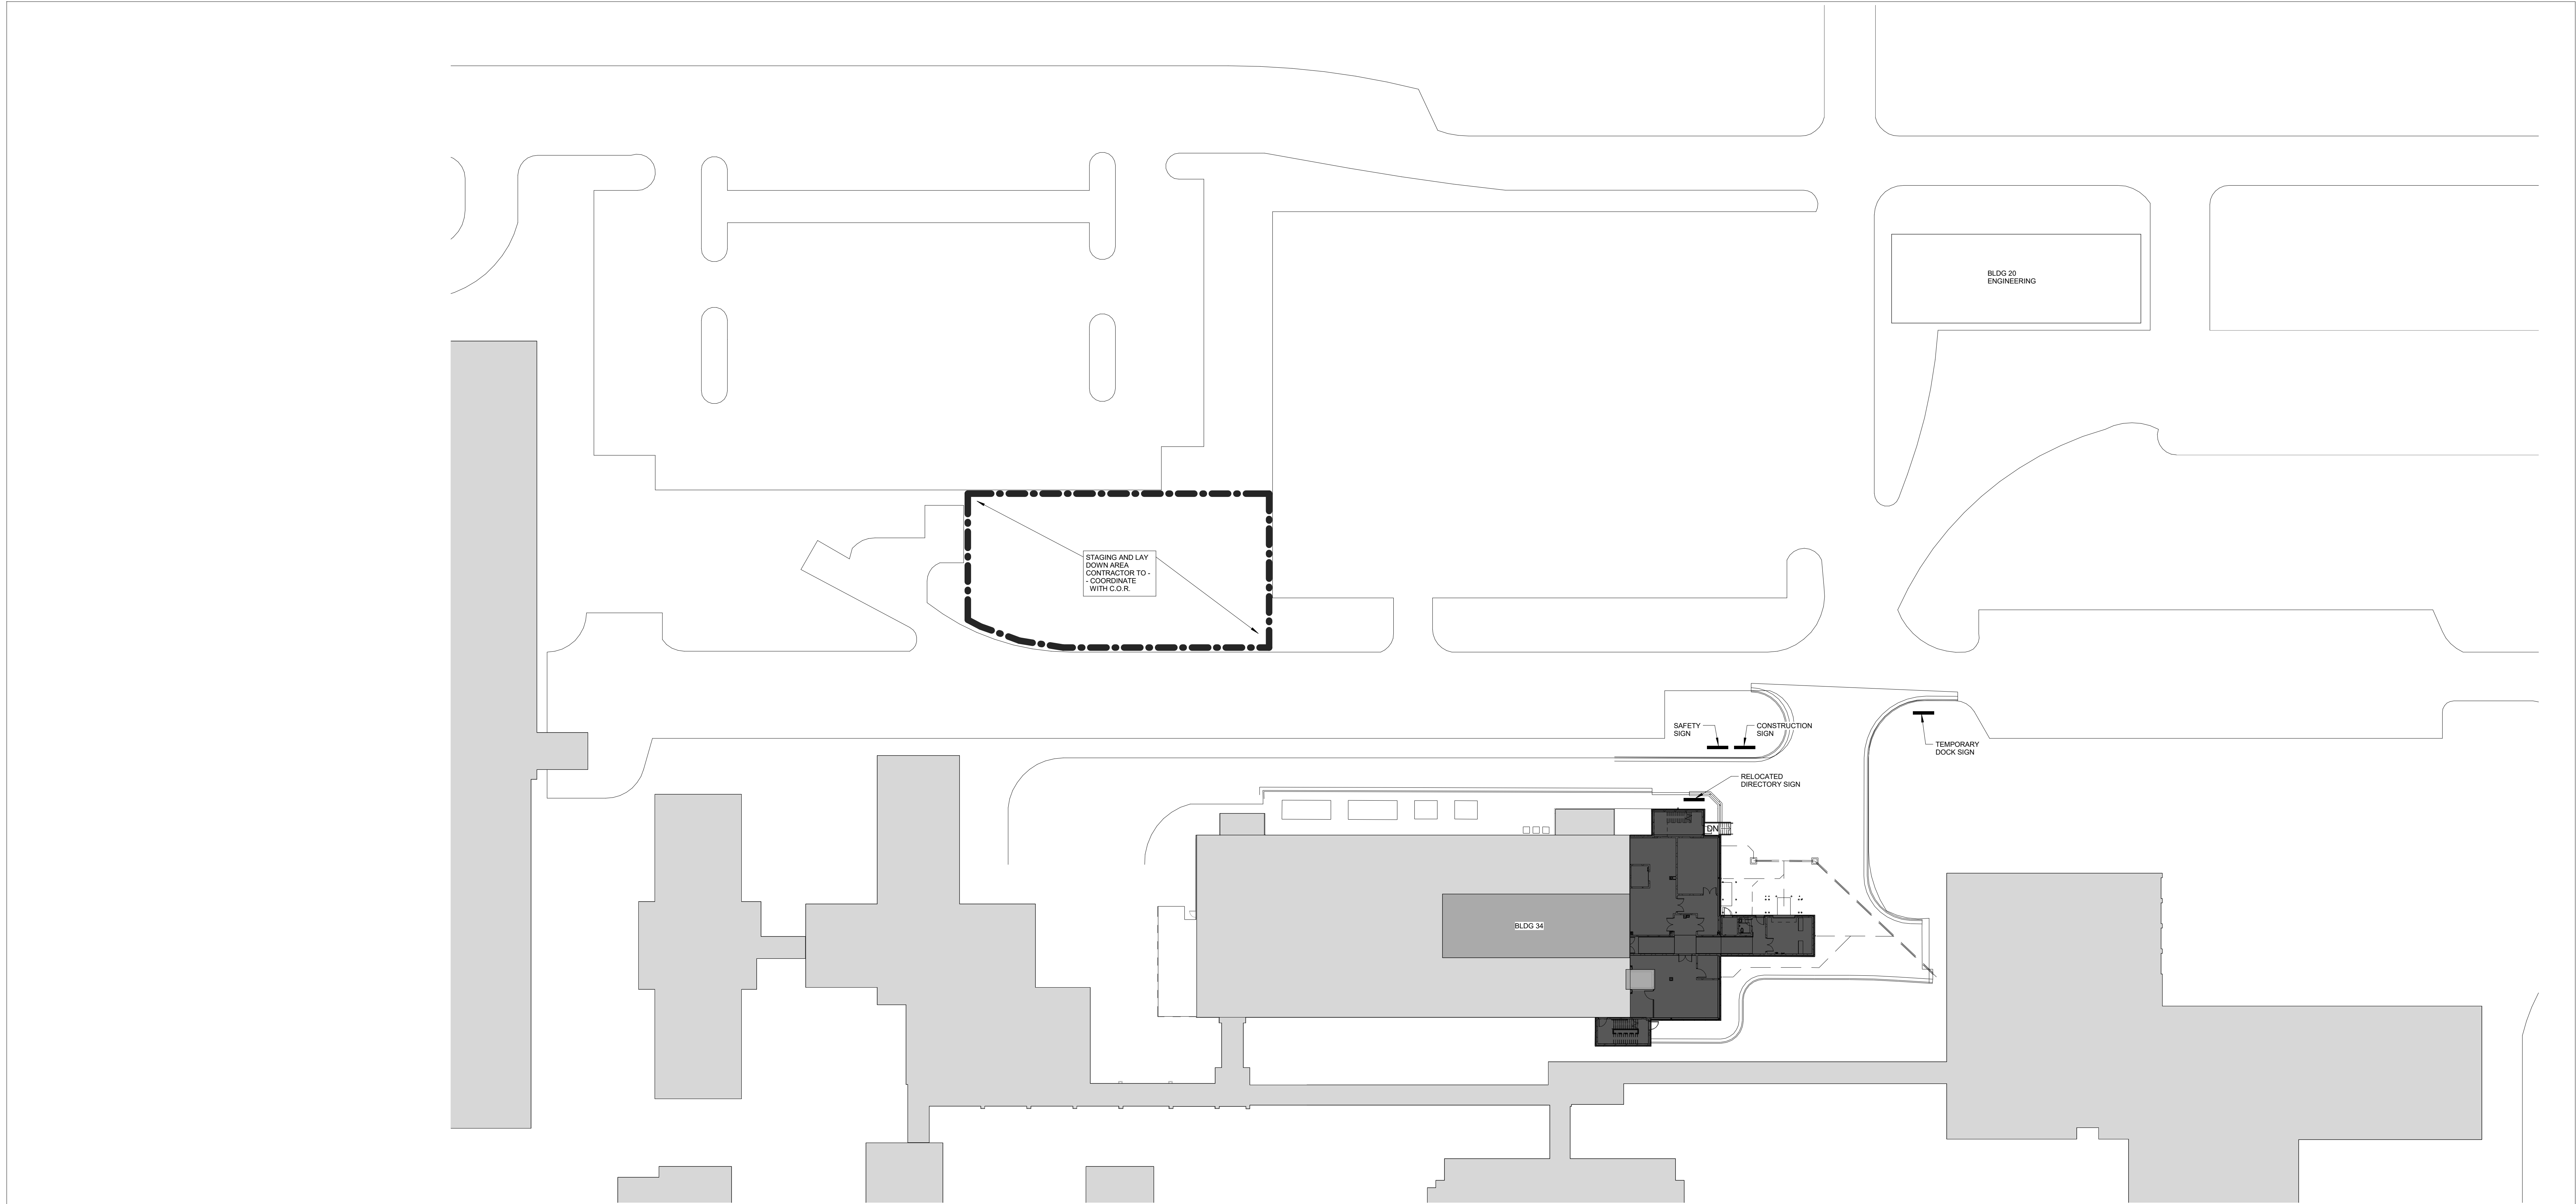 BLDG 20
ENGINEERING
STAGING AND LAY
DOWN AREA
CONTRACTOR TO -
- COORDINATE
WITH C.O.R.
SAFETY
SIGN
CONSTRUCTION
SIGN
TEMPORARY
DOCK SIGN
RELOCATED
DIRECTORY SIGN
DN
BLDG 34